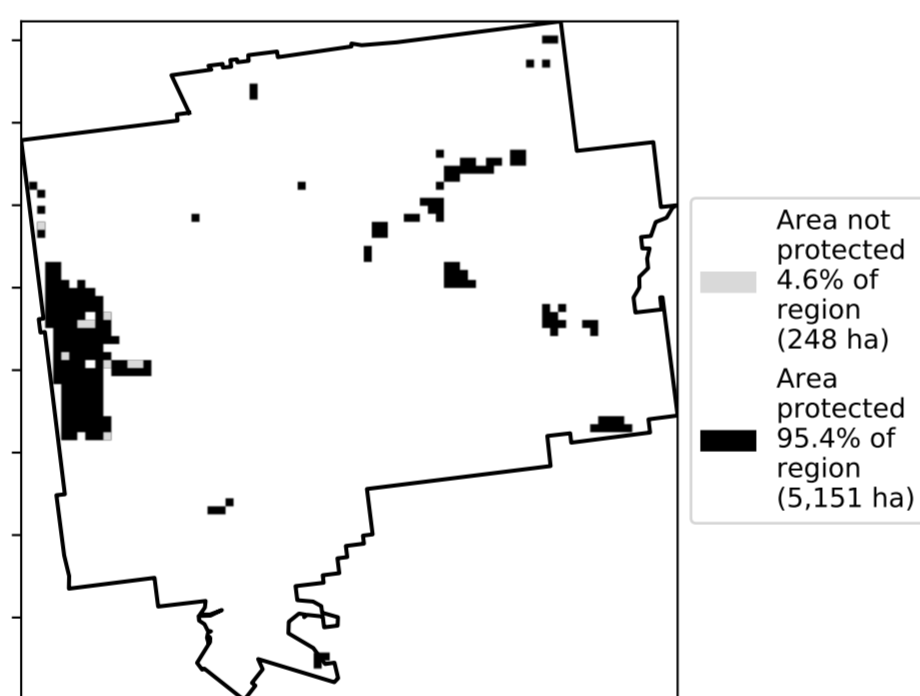 Area not
protected
4.6% of
region
(248 ha)
Area
protected
95.4% of
region
(5,151 ha)